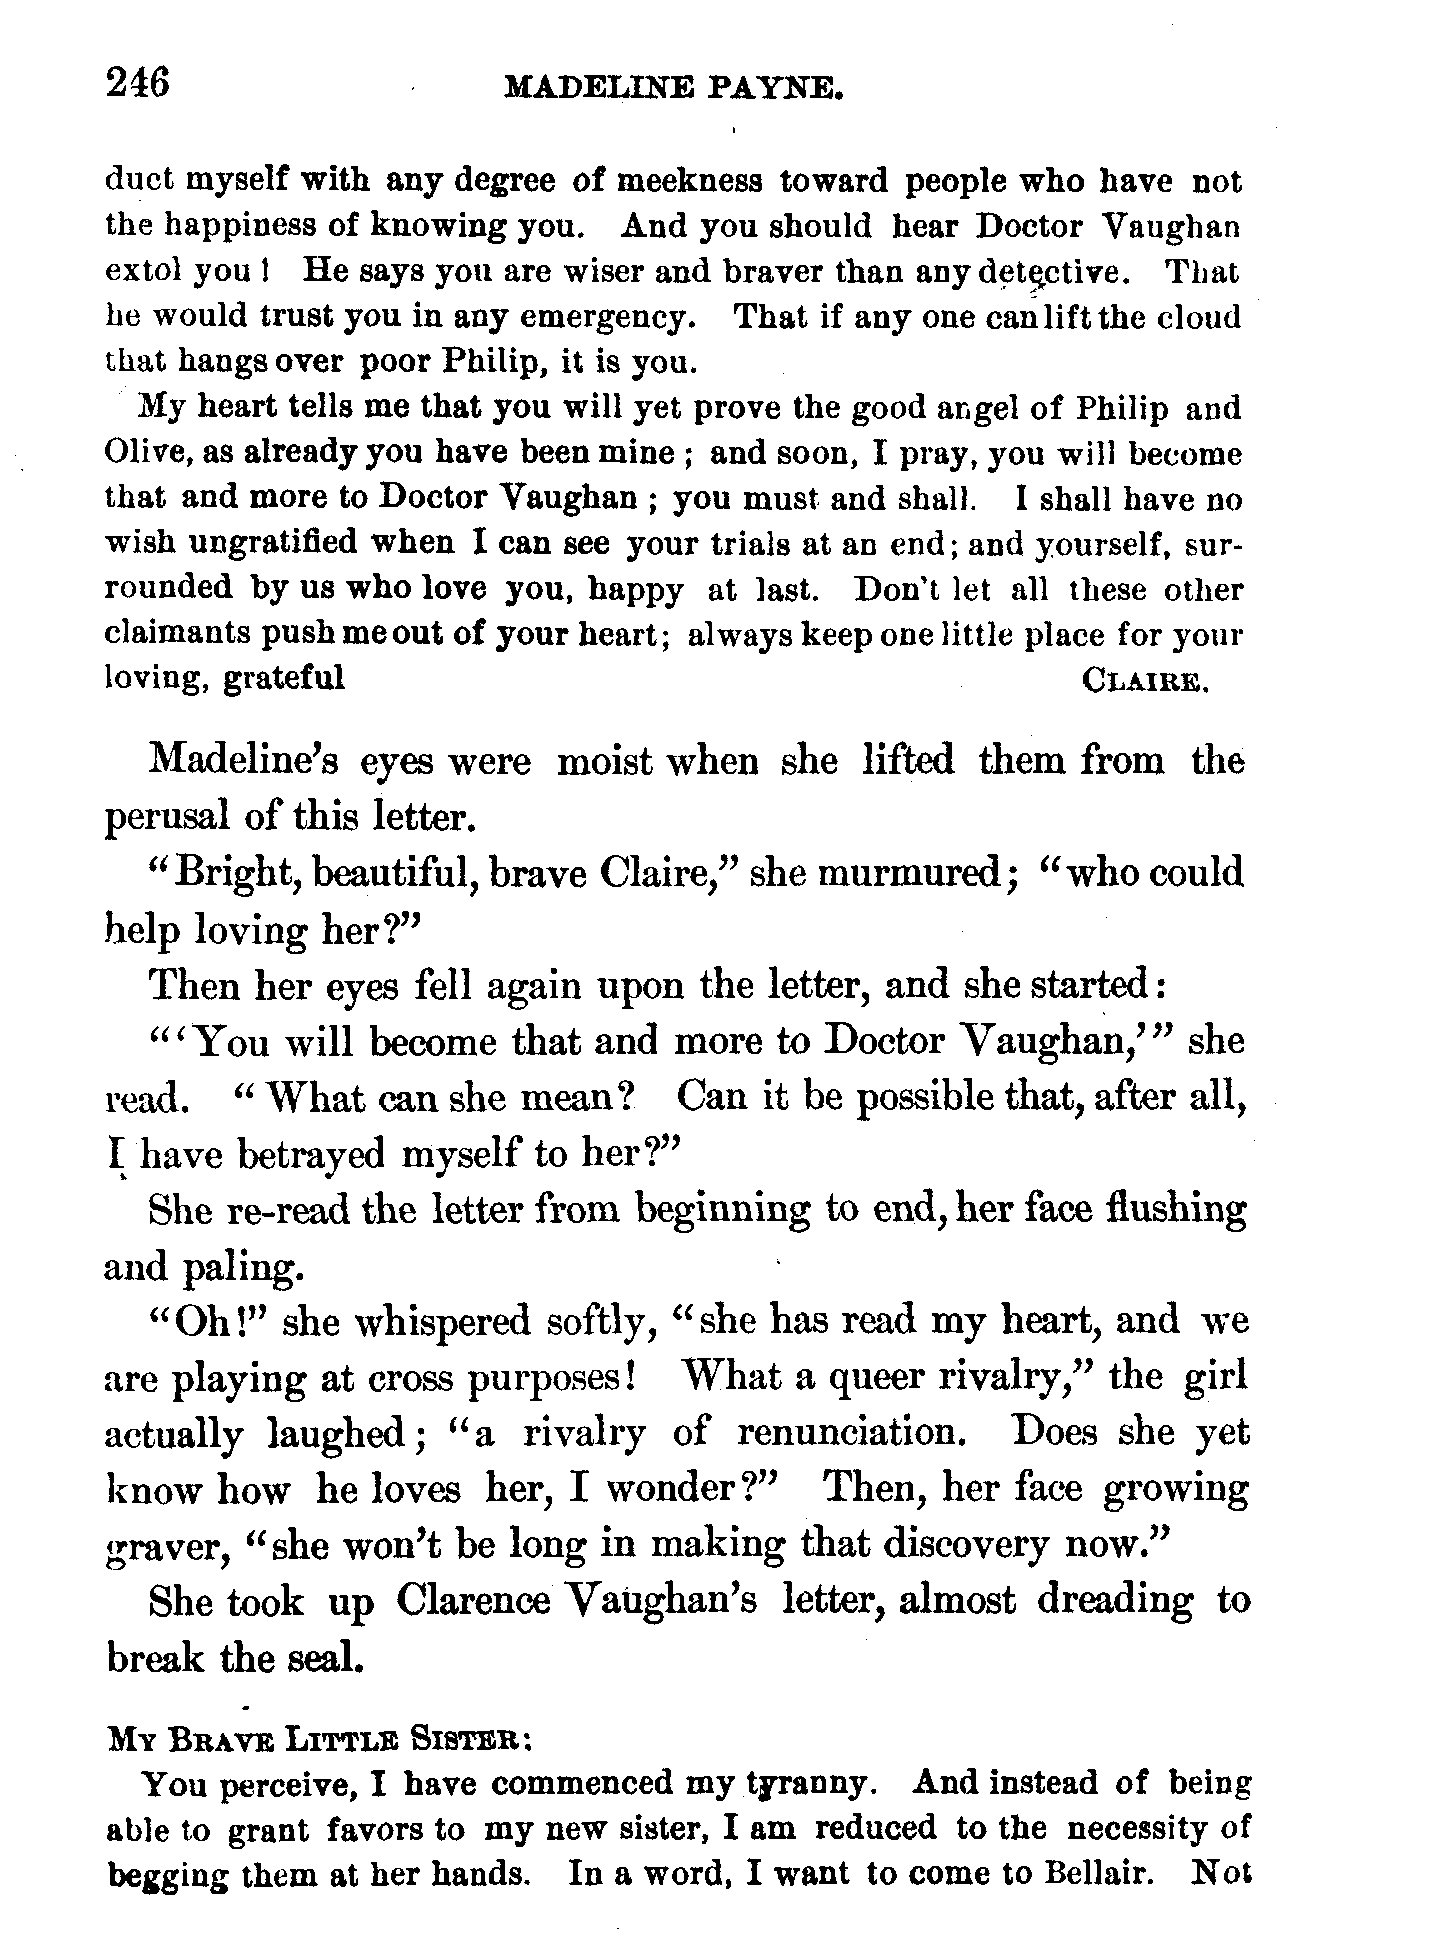 246 MADELINE PAYNE.
duct myself with any degree of meekness toward people who have not
the happiness of knowing you. And you should hear Doctor Vaughan
extol you! He says you are wiser and braver than any detective. That
he would trust you in any emergency. That if any one can lift the cloud
that hangs over poor Philip, it is you.
My heart tells me that you will yet prove the good angel of Philip and
Olive, as already you have been mine; and soon, I pray, you will become
that and more to Doctor Vaughan; you must and shall. I shall have no
wish ungratified when I can see your trials at an end; and yourself, sur-
rounded by us who love you, happy at last. Don't let all these other
claimants push me out of your heart; always keep one little place for your
loving, grateful CLAIRE.
Madeline's eyes were moist when she lifted them from the
perusal of this letter.
"Bright, beautiful, brave Claire," she murmured; "who could
help loving her?"
Then her eyes fell again upon the letter, and she started:
"'You will become that and more to Doctor Vaughan,'" she
read. "What can she mean? Can it be possible that, after all,
I have betrayed myself to her?"
She re-read the letter from beginning to end, her face flushing
and paling.
"Oh!" she whispered softly, "she has read my heart, and we
are playing at cross purposes! What a queer rivalry," the girl
actually laughed; "a rivalry of renunciation. Does she yet
know how he loves her, I wonder?" Then, her face growing
graver, "she won't be long in making that discovery now."
She took up Clarence Vaughan's letter, almost dreading to
break the seal.
MY BRAVE LITTLE SISTER:
You perceive, I have commenced my tyranny. And instead of being
able to grant favors to my new sister, I am reduced to the necessity of
begging them at her hands. In a word, I want to come to Bellair. Not